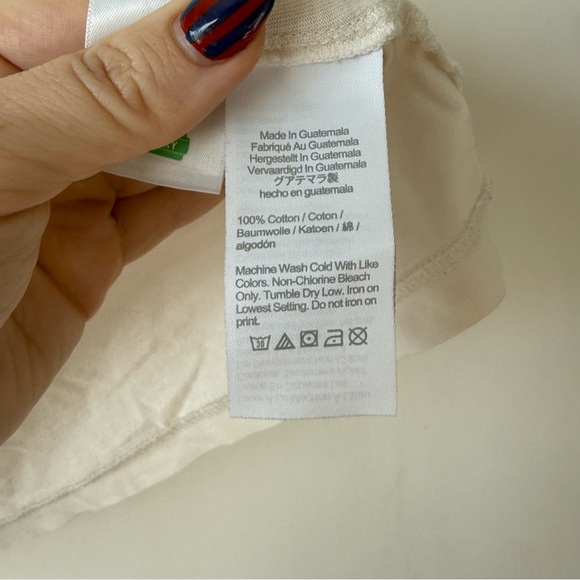 Made In Guatemala
Fabriqué Au Guatemala
Hergestellt In Guatemala
Vervaardigd In Guatemala
グアテマラ製
hecho en guatemala
100% Cotton / Coton /
Baumwolle / Katoen / 綿 /
algodón
Machine Wash Cold With Like
Colors. Non-Chlorine Bleach
Only. Tumble Dry Low. Iron on
Lowest Setting. Do not iron on
print.
30